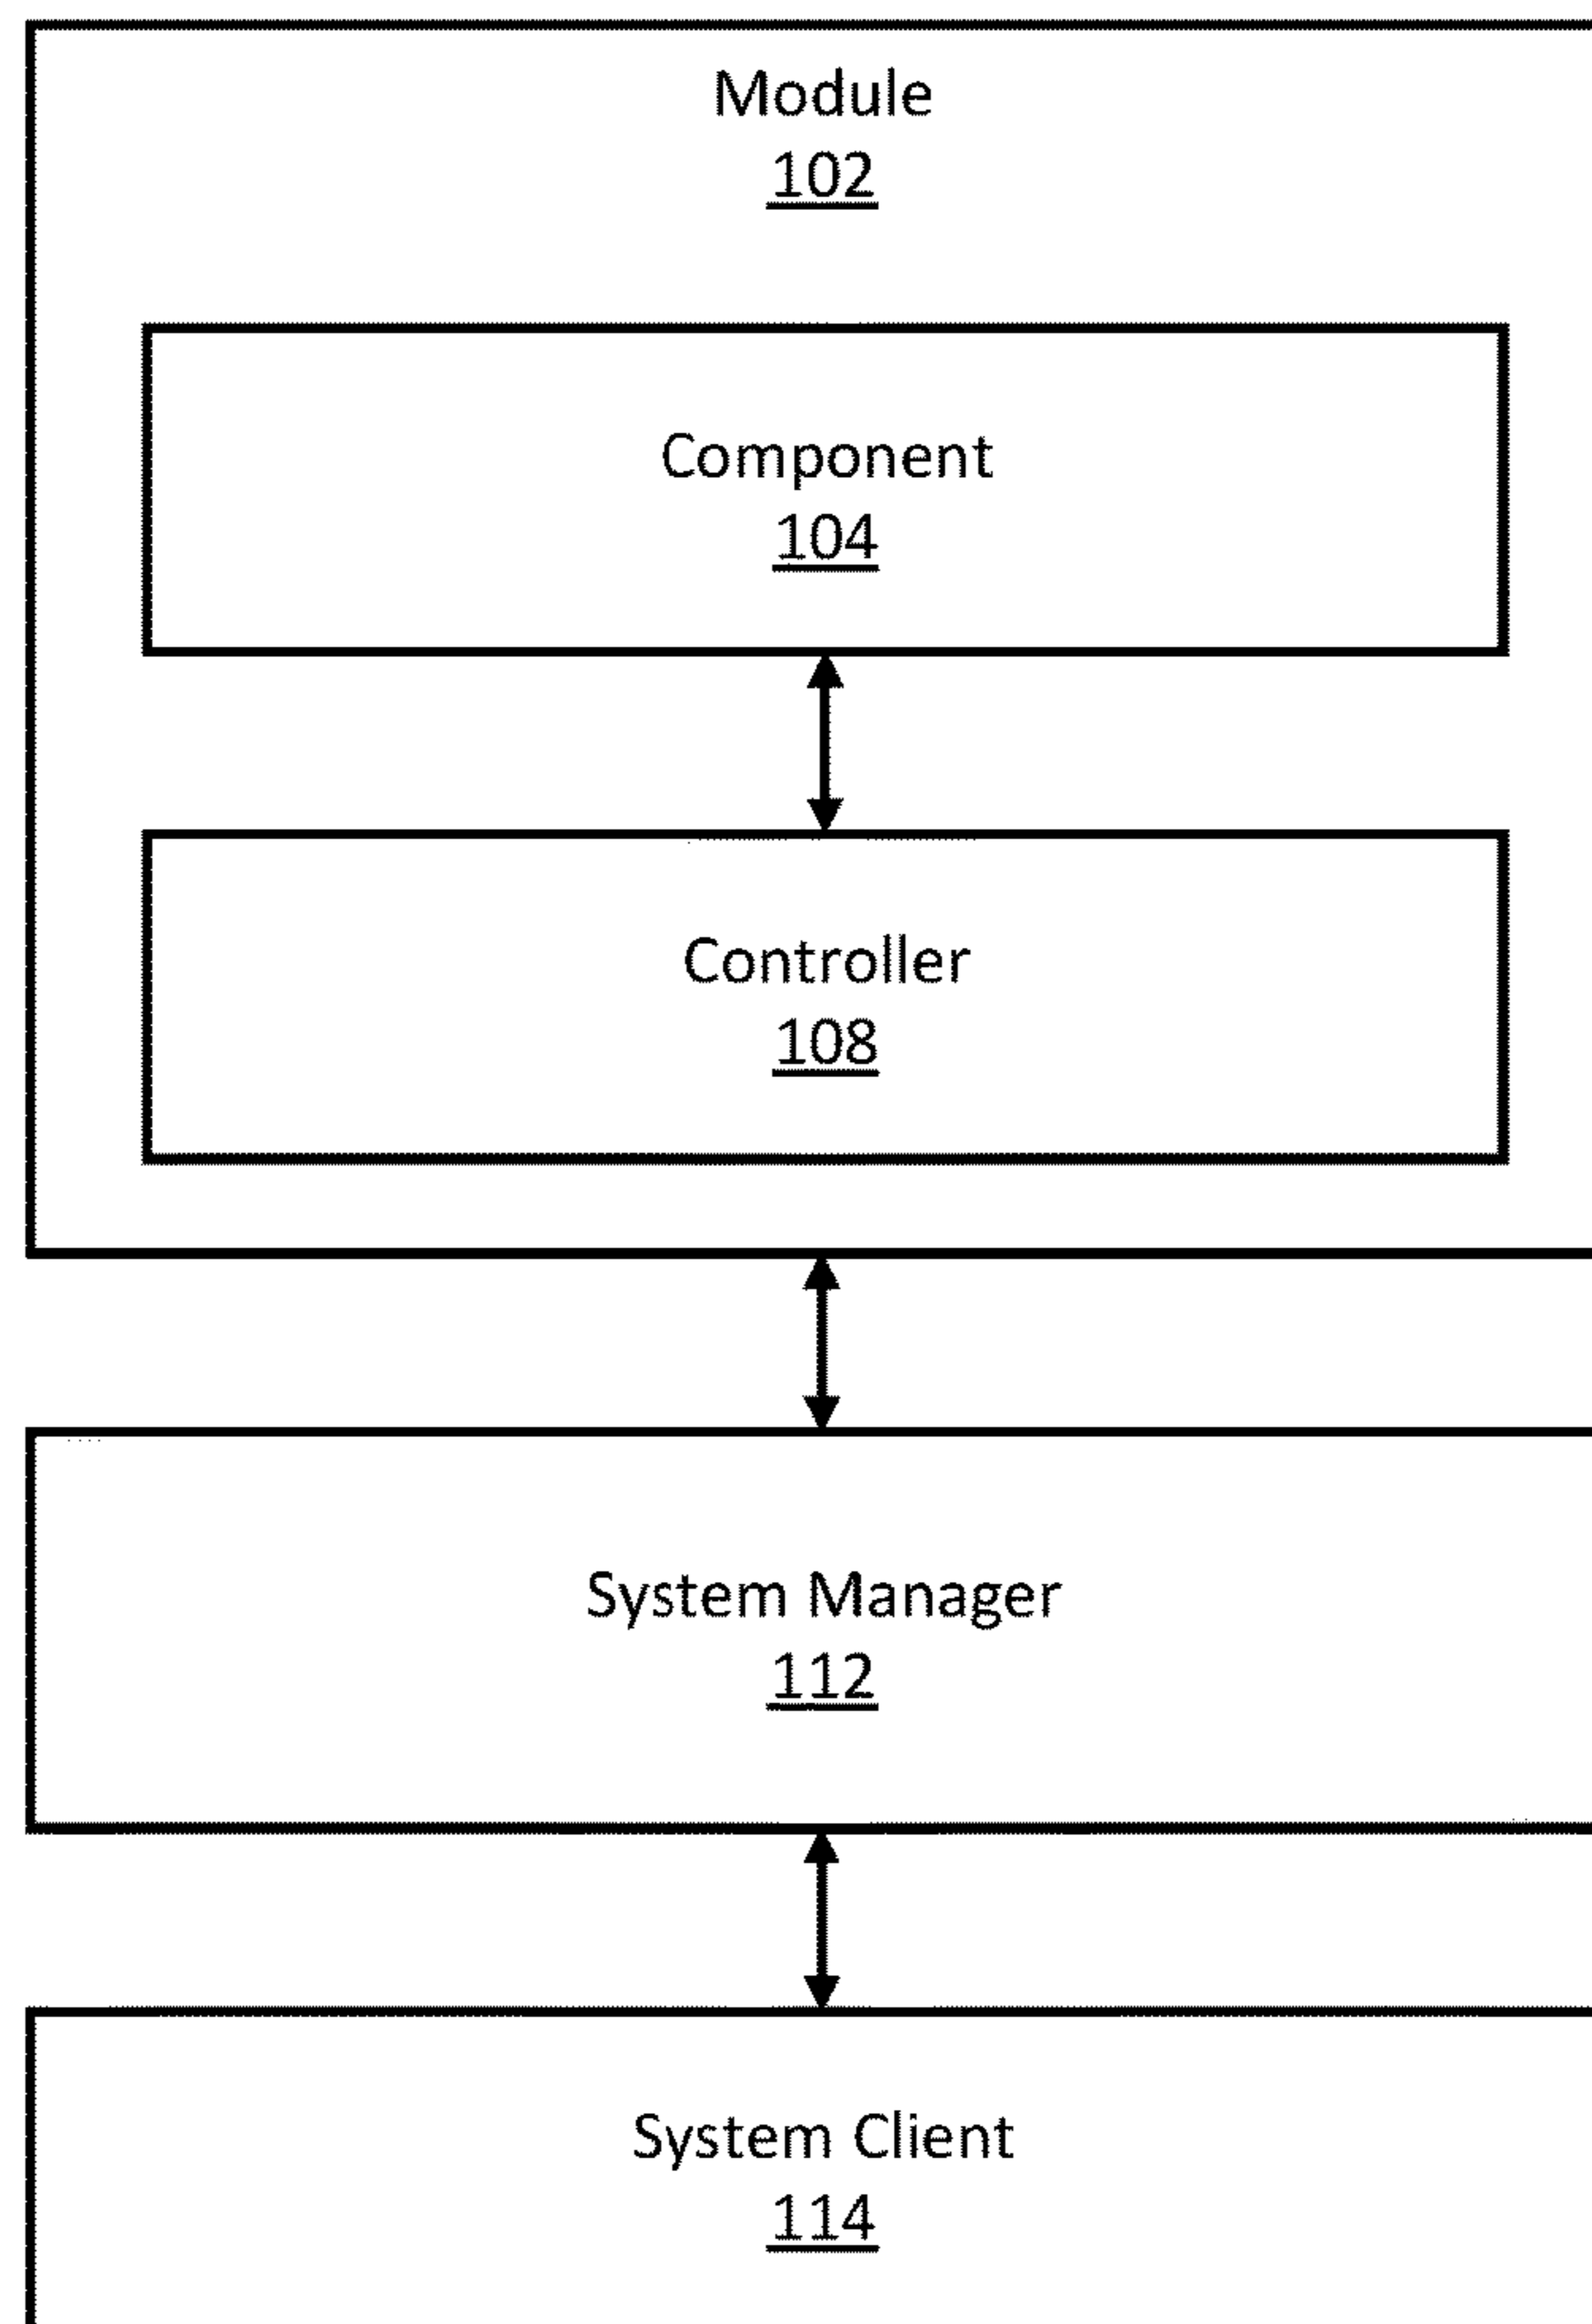 Module
102
Component
104
Controller
108
System Manager
112
System Client
114